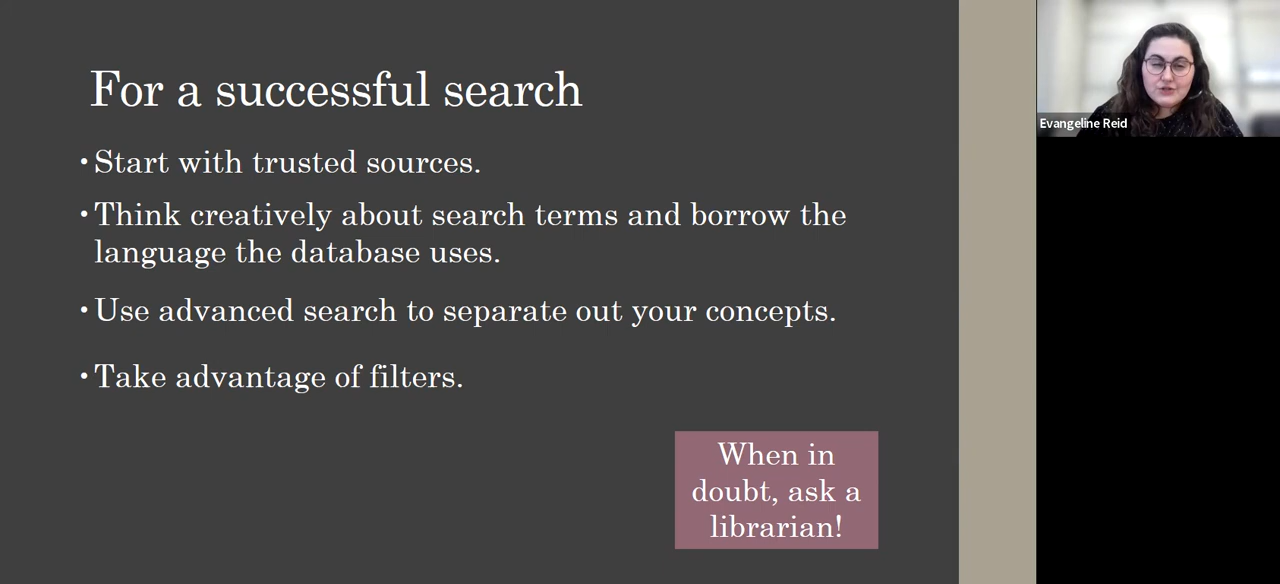 For a successful search
• Start with trusted sources.
• Think creatively about search terms and borrow the
language the database uses.
• Use advanced search to separate out your concepts.
• Take advantage of filters.
When in
doubt, ask a
librarian!
Evangeline Reid